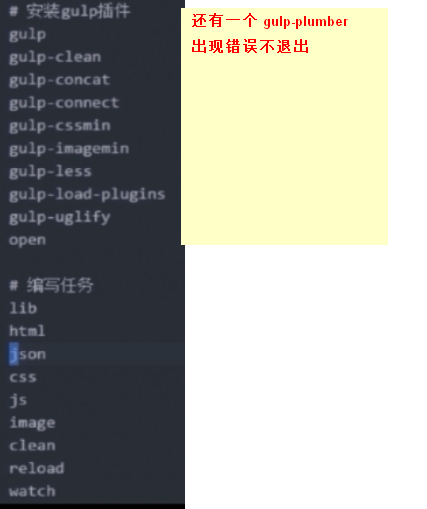 # 安装gulp插件
gulp
gulp-clean
gulp-concat
gulp-connect
gulp-cssmin
gulp-imagemin
gulp-less
gulp-load-plugins
gulp-uglify
open
# 编写任务
lib
html
json
css
js
image
clean
reload
watch
还有一个 gulp-plumber
出现错误不退出